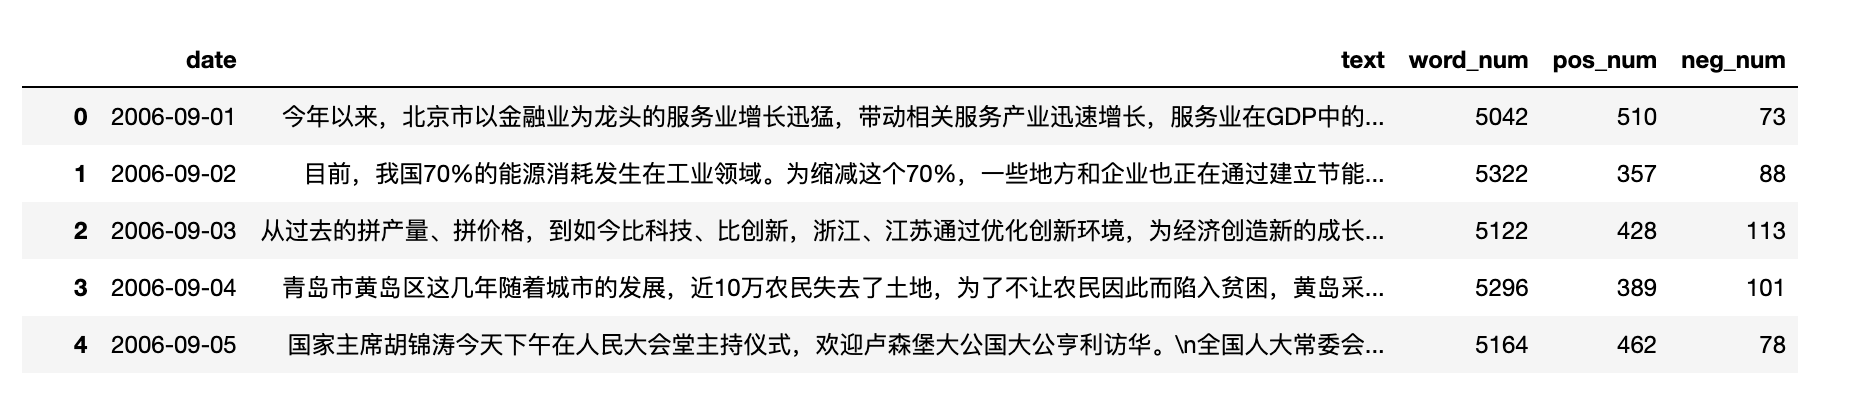 date text word_num pos_num neg_num
0 2006-09-01 今年以来，北京市以金融业为龙头的服务业增长迅猛，带动相关服务产业迅速增长，服务业在GDP中的... 5042 510 73
1 2006-09-02 目前，我国70%的能源消耗发生在工业领域。为缩减这个70%，一些地方和企业也正在通过建立节能... 5322 357 88
2 2006-09-03 从过去的拼产量、拼价格，到如今比科技、比创新，浙江、江苏通过优化创新环境，为经济创造新的成长... 5122 428 113
3 2006-09-04 青岛市黄岛区这几年随着城市的发展，近10万农民失去了土地，为了不让农民因此而陷入贫困，黄岛采... 5296 389 101
4 2006-09-05 国家主席胡锦涛今天下午在人民大会堂主持仪式，欢迎卢森堡大公国大公亨利访华。\n全国人大常委会... 5164 462 78